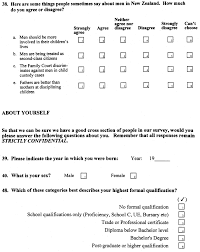 38. Here are some things people sometimes say about men in New Zealand. How much
do you agree or disagree?
Neither
Strongly agree nor Strongly Can't
agree Agree disagree Disagree disagree choose
a. Men should be more
involved in their children's
lives
b. Men are being treated as
second-class citizens
c. The Family Court discrim-
inates against men in child
custody cases
d. Fathers are better than
mothers at disciplining
children
ABOUT YOURSELF
So that we can be sure we have a good cross section of people in our survey, would you
please answer the following questions about you. Remember that all responses remain
STRICTLY CONFIDENTIAL.
39. Please indicate the year in which you were born: Year: 19
40. What is your sex? Male Female
Which of these categories best describes your highest formal qualification?
(✓)
No formal qualification
School qualifications only (Proficiency, School C, UE, Bursary etc)
Trade or Professional certificate
Diploma below Bachelor level
Bachelor's Degree
Post-graduate or higher qualification